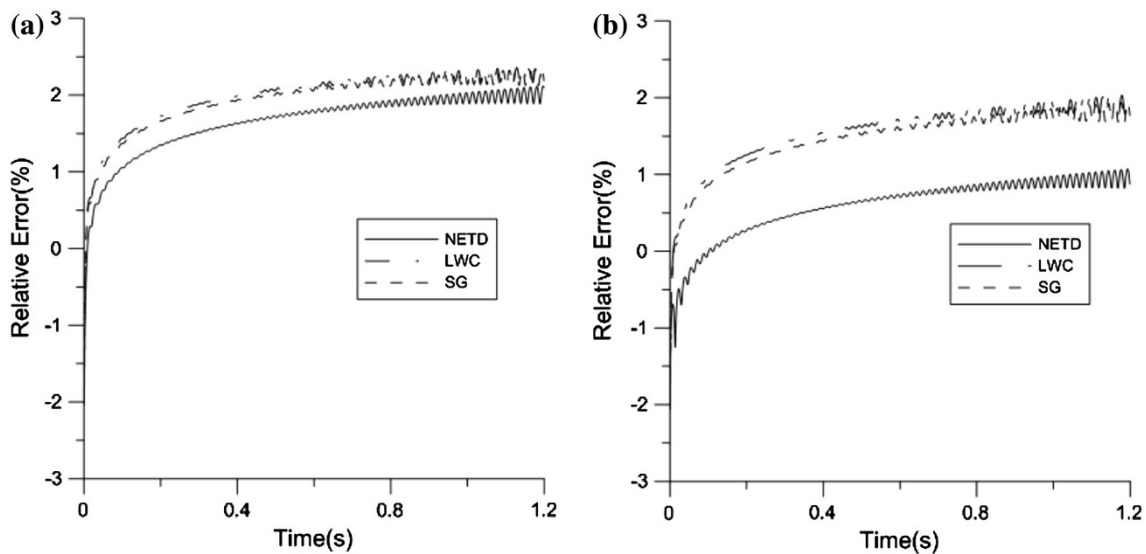 (a)
3
2
1
0
-1
-2
-3
Relative Error(%)
NETD
LWC
SG
0
0.4
0.8
1.2
Time(s)
(b)
3
2
1
0
-1
-2
-3
Relative Error(%)
NETD
LWC
SG
0
0.4
0.8
1.2
Time(s)